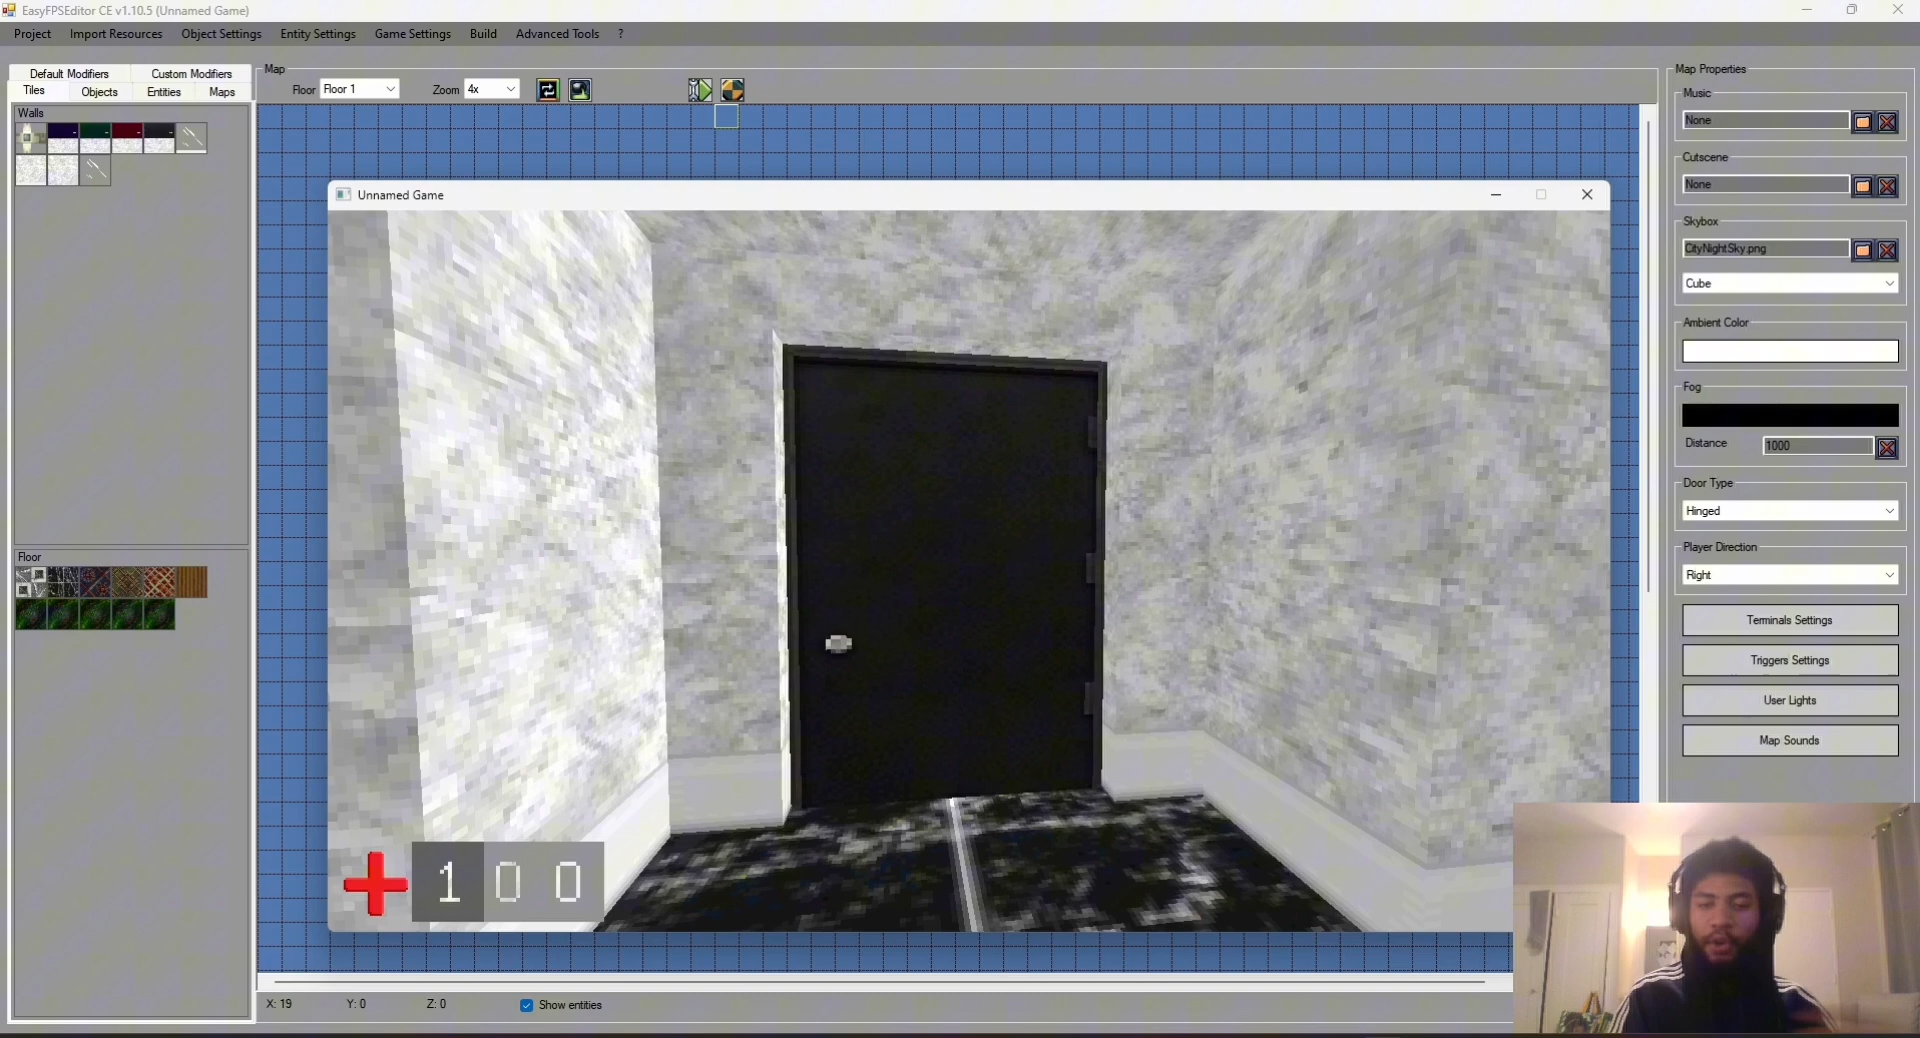 EasyFPSEditor CE v1.10.5 (Unnamed Game)
Project Import Resources Object Settings Entity Settings Game Settings Build Advanced Tools ?
Default Modifiers Custom Modifiers
Tiles Objects Entities Maps
Walls
Floor
Map
Floor Floor 1 Zoom 4x
Unnamed Game
100
X: 19 Y: 0 Z: 0 Show entities
Map Properties
Music
None
Cutscene
None
Skybox
CityNightSky.png
Cube
Ambient Color
Fog
Distance 1000
Door Type
Hinged
Player Direction
Right
Terminals Settings
Triggers Settings
User Lights
Map Sounds